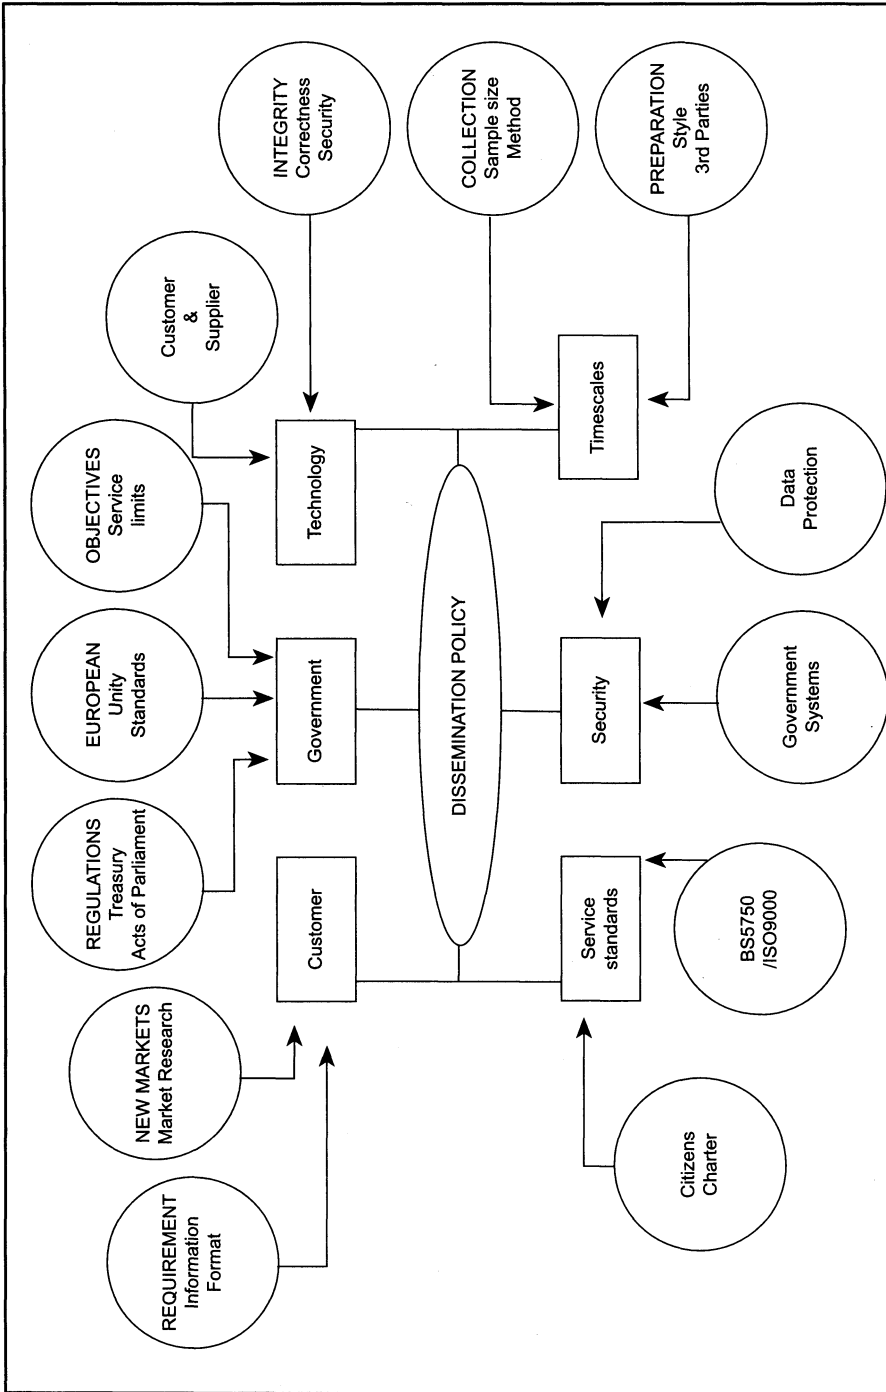 REQUIREMENT
Information
Format
NEW MARKETS
Market Research
REGULATIONS
Treasury
Acts of Parliament
EUROPEAN
Unity
Standards
OBJECTIVES
Service
limits
Customer
&
Supplier
INTEGRITY
Correctness
Security
COLLECTION
Sample size
Method
PREPARATION
Style
3rd Parties
Customer
Government
Technology
DISSEMINATION POLICY
Service
standards
Security
Timescales
Citizens
Charter
BS5750
/ISO9000
Government
Systems
Data
Protection